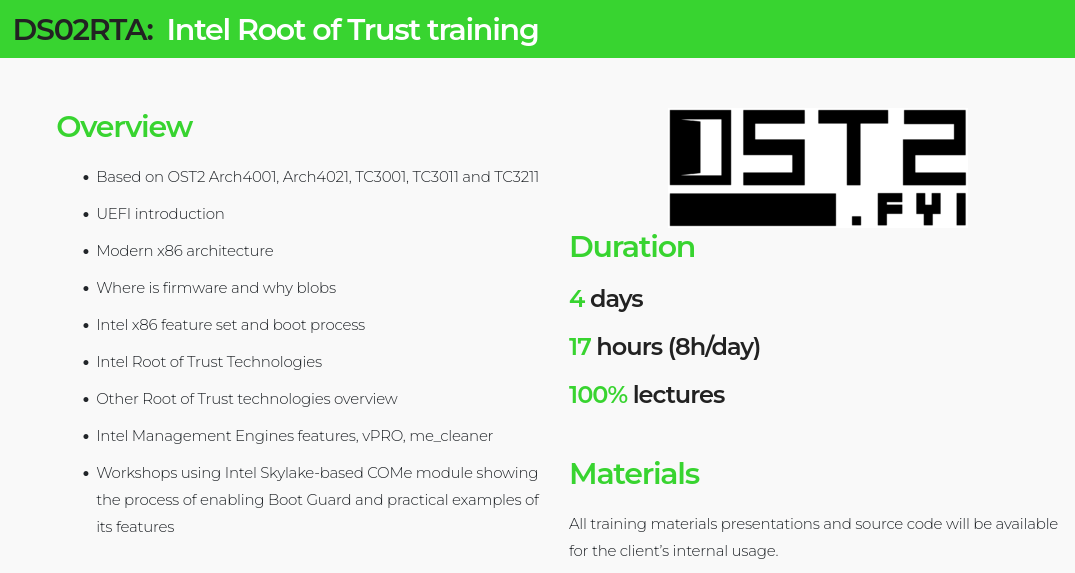 DS02RTA: Intel Root of Trust training
Overview
• Based on OST2 Arch4001, Arch4021, TC3001, TC3011 and TC3211
• UEFI introduction
• Modern x86 architecture
• Where is firmware and why blobs
• Intel x86 feature set and boot process
• Intel Root of Trust Technologies
• Other Root of Trust technologies overview
• Intel Management Engines features, vPRO, me_cleaner
• Workshops using Intel Skylake-based COMe module showing
the process of enabling Boot Guard and practical examples of
its features
OST2
.FYI
Duration
4 days
17 hours (8h/day)
100% lectures
Materials
All training materials presentations and source code will be available
for the client's internal usage.